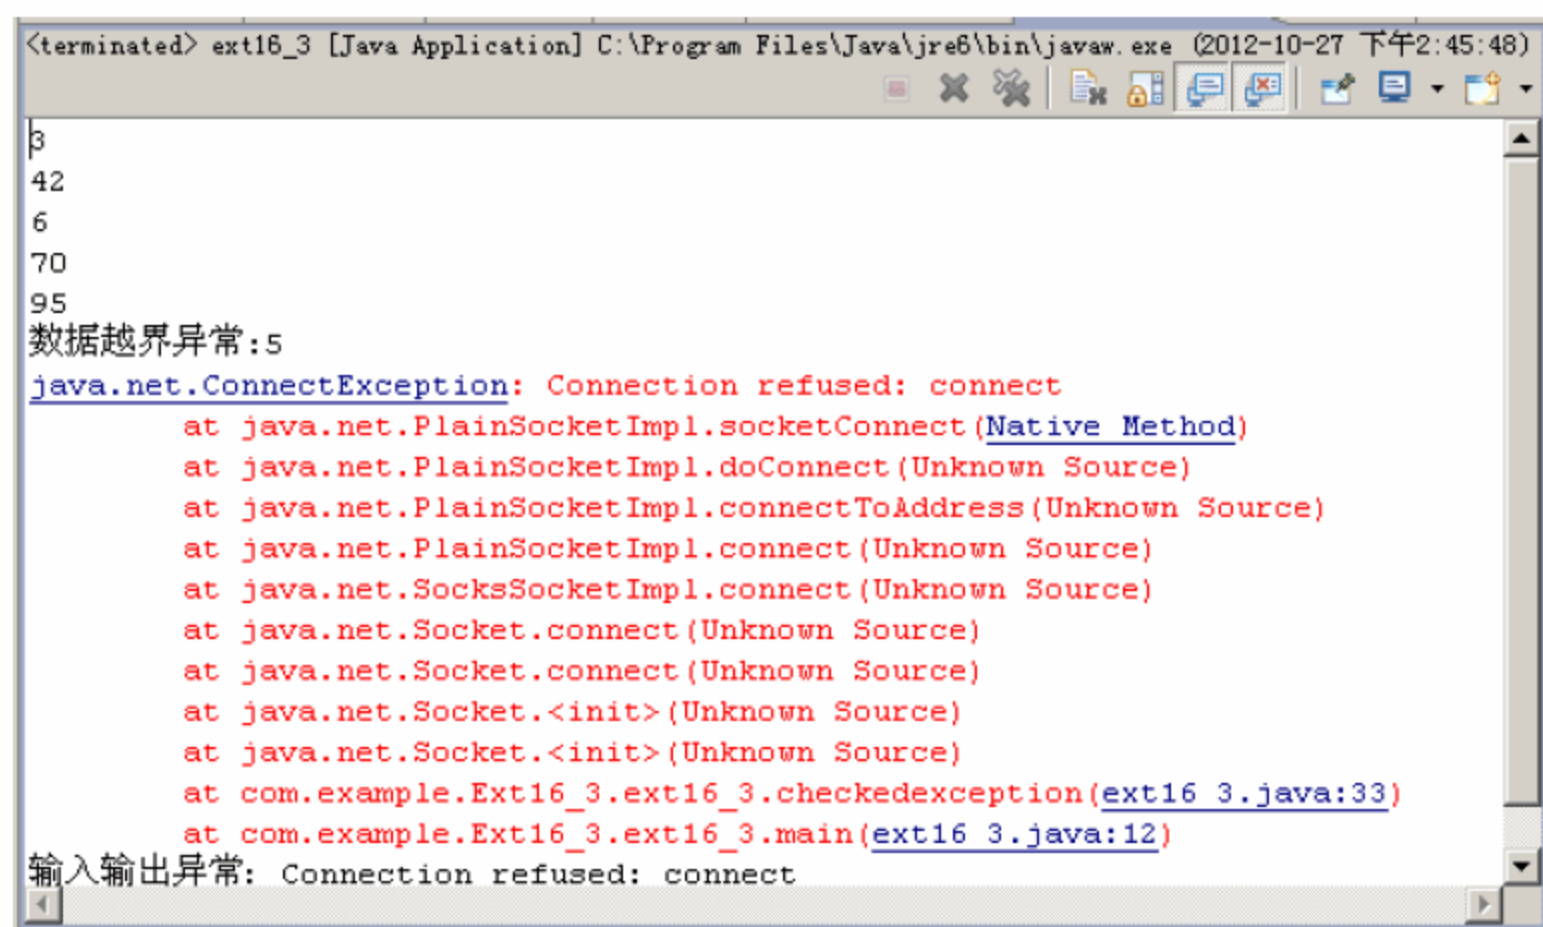 <terminated> ext16_3 [Java Application] C:\Program Files\Java\jre6\bin\javaw.exe (2012-10-27 下午2:45:48)
3
42
6
70
95
数据越界异常:5
java.net.ConnectException: Connection refused: connect
at java.net.PlainSocketImpl.socketConnect(Native Method)
at java.net.PlainSocketImpl.doConnect(Unknown Source)
at java.net.PlainSocketImpl.connectToAddress(Unknown Source)
at java.net.PlainSocketImpl.connect(Unknown Source)
at java.net.SocksSocketImpl.connect(Unknown Source)
at java.net.Socket.connect(Unknown Source)
at java.net.Socket.connect(Unknown Source)
at java.net.Socket.<init>(Unknown Source)
at java.net.Socket.<init>(Unknown Source)
at com.example.Ext16_3.ext16_3.checkedexception(ext16_3.java:33)
at com.example.Ext16_3.ext16_3.main(ext16_3.java:12)
输入输出异常: Connection refused: connect